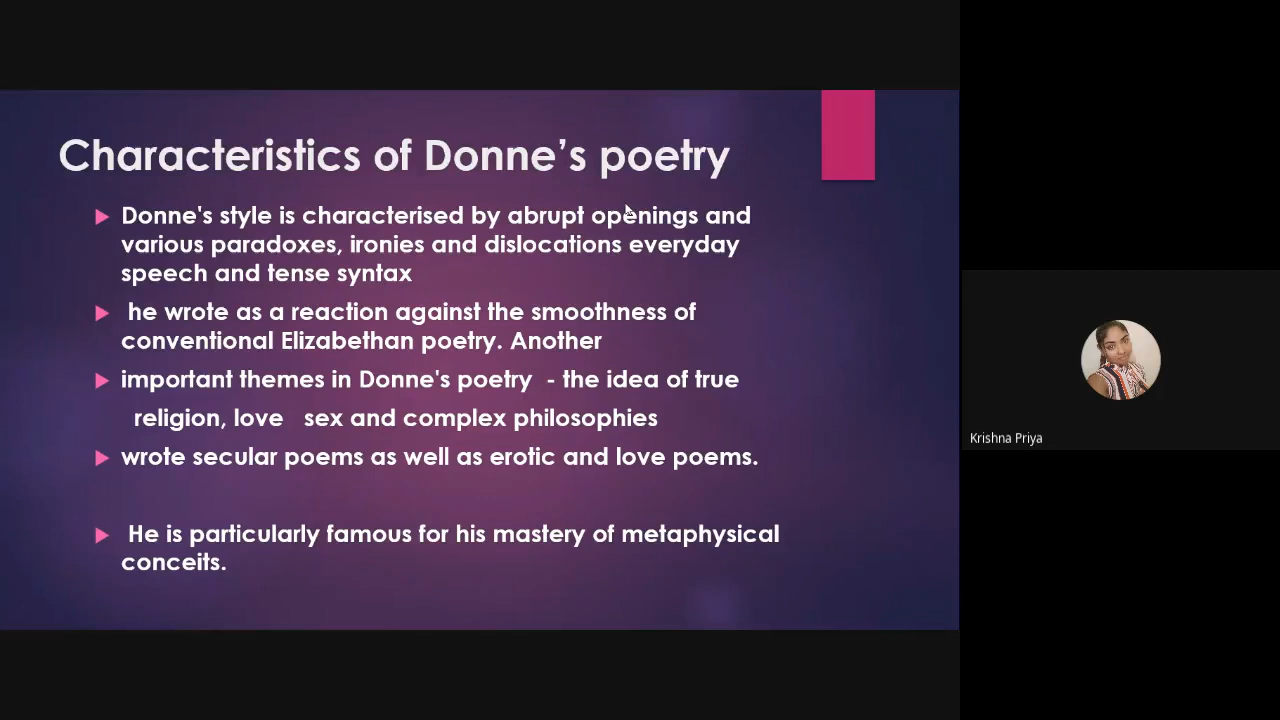 Characteristics of Donne’s poetry
Donne's style is characterised by abrupt openings and
various paradoxes, ironies and dislocations everyday
speech and tense syntax
he wrote as a reaction against the smoothness of
conventional Elizabethan poetry. Another
important themes in Donne's poetry - the idea of true
religion, love sex and complex philosophies
wrote secular poems as well as erotic and love poems.
He is particularly famous for his mastery of metaphysical
conceits.
Krishna Priya